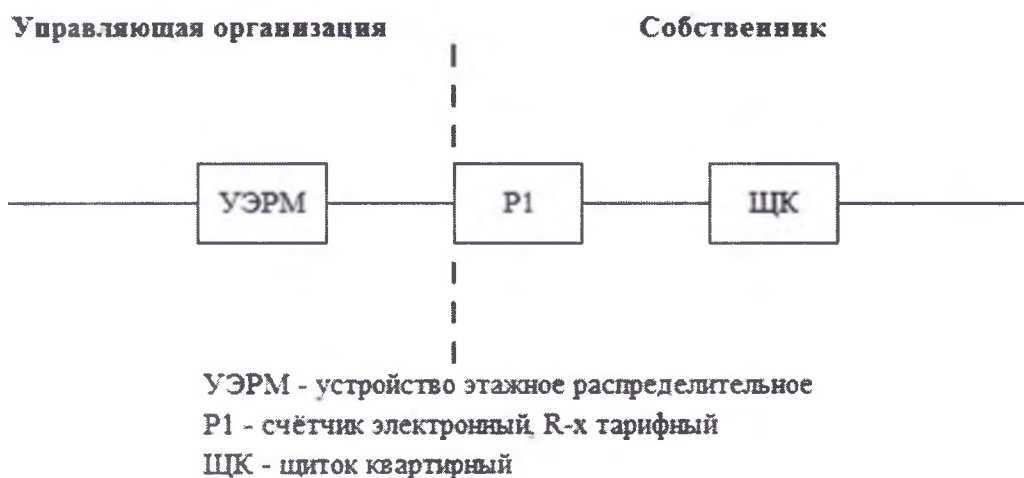 Управляющая организация
Собственник
УЭРМ
Р1
ЩК
УЭРМ - устройство этажное распределительное
Р1 - счётчик электронный, R-х тарифный
ЩК - щиток квартирный